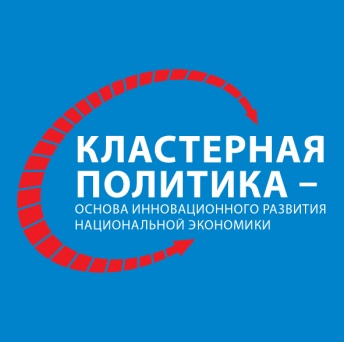 КЛАСТЕРНАЯ
ПОЛИТИКА –
ОСНОВА ИННОВАЦИОННОГО РАЗВИТИЯ
НАЦИОНАЛЬНОЙ ЭКОНОМИКИ